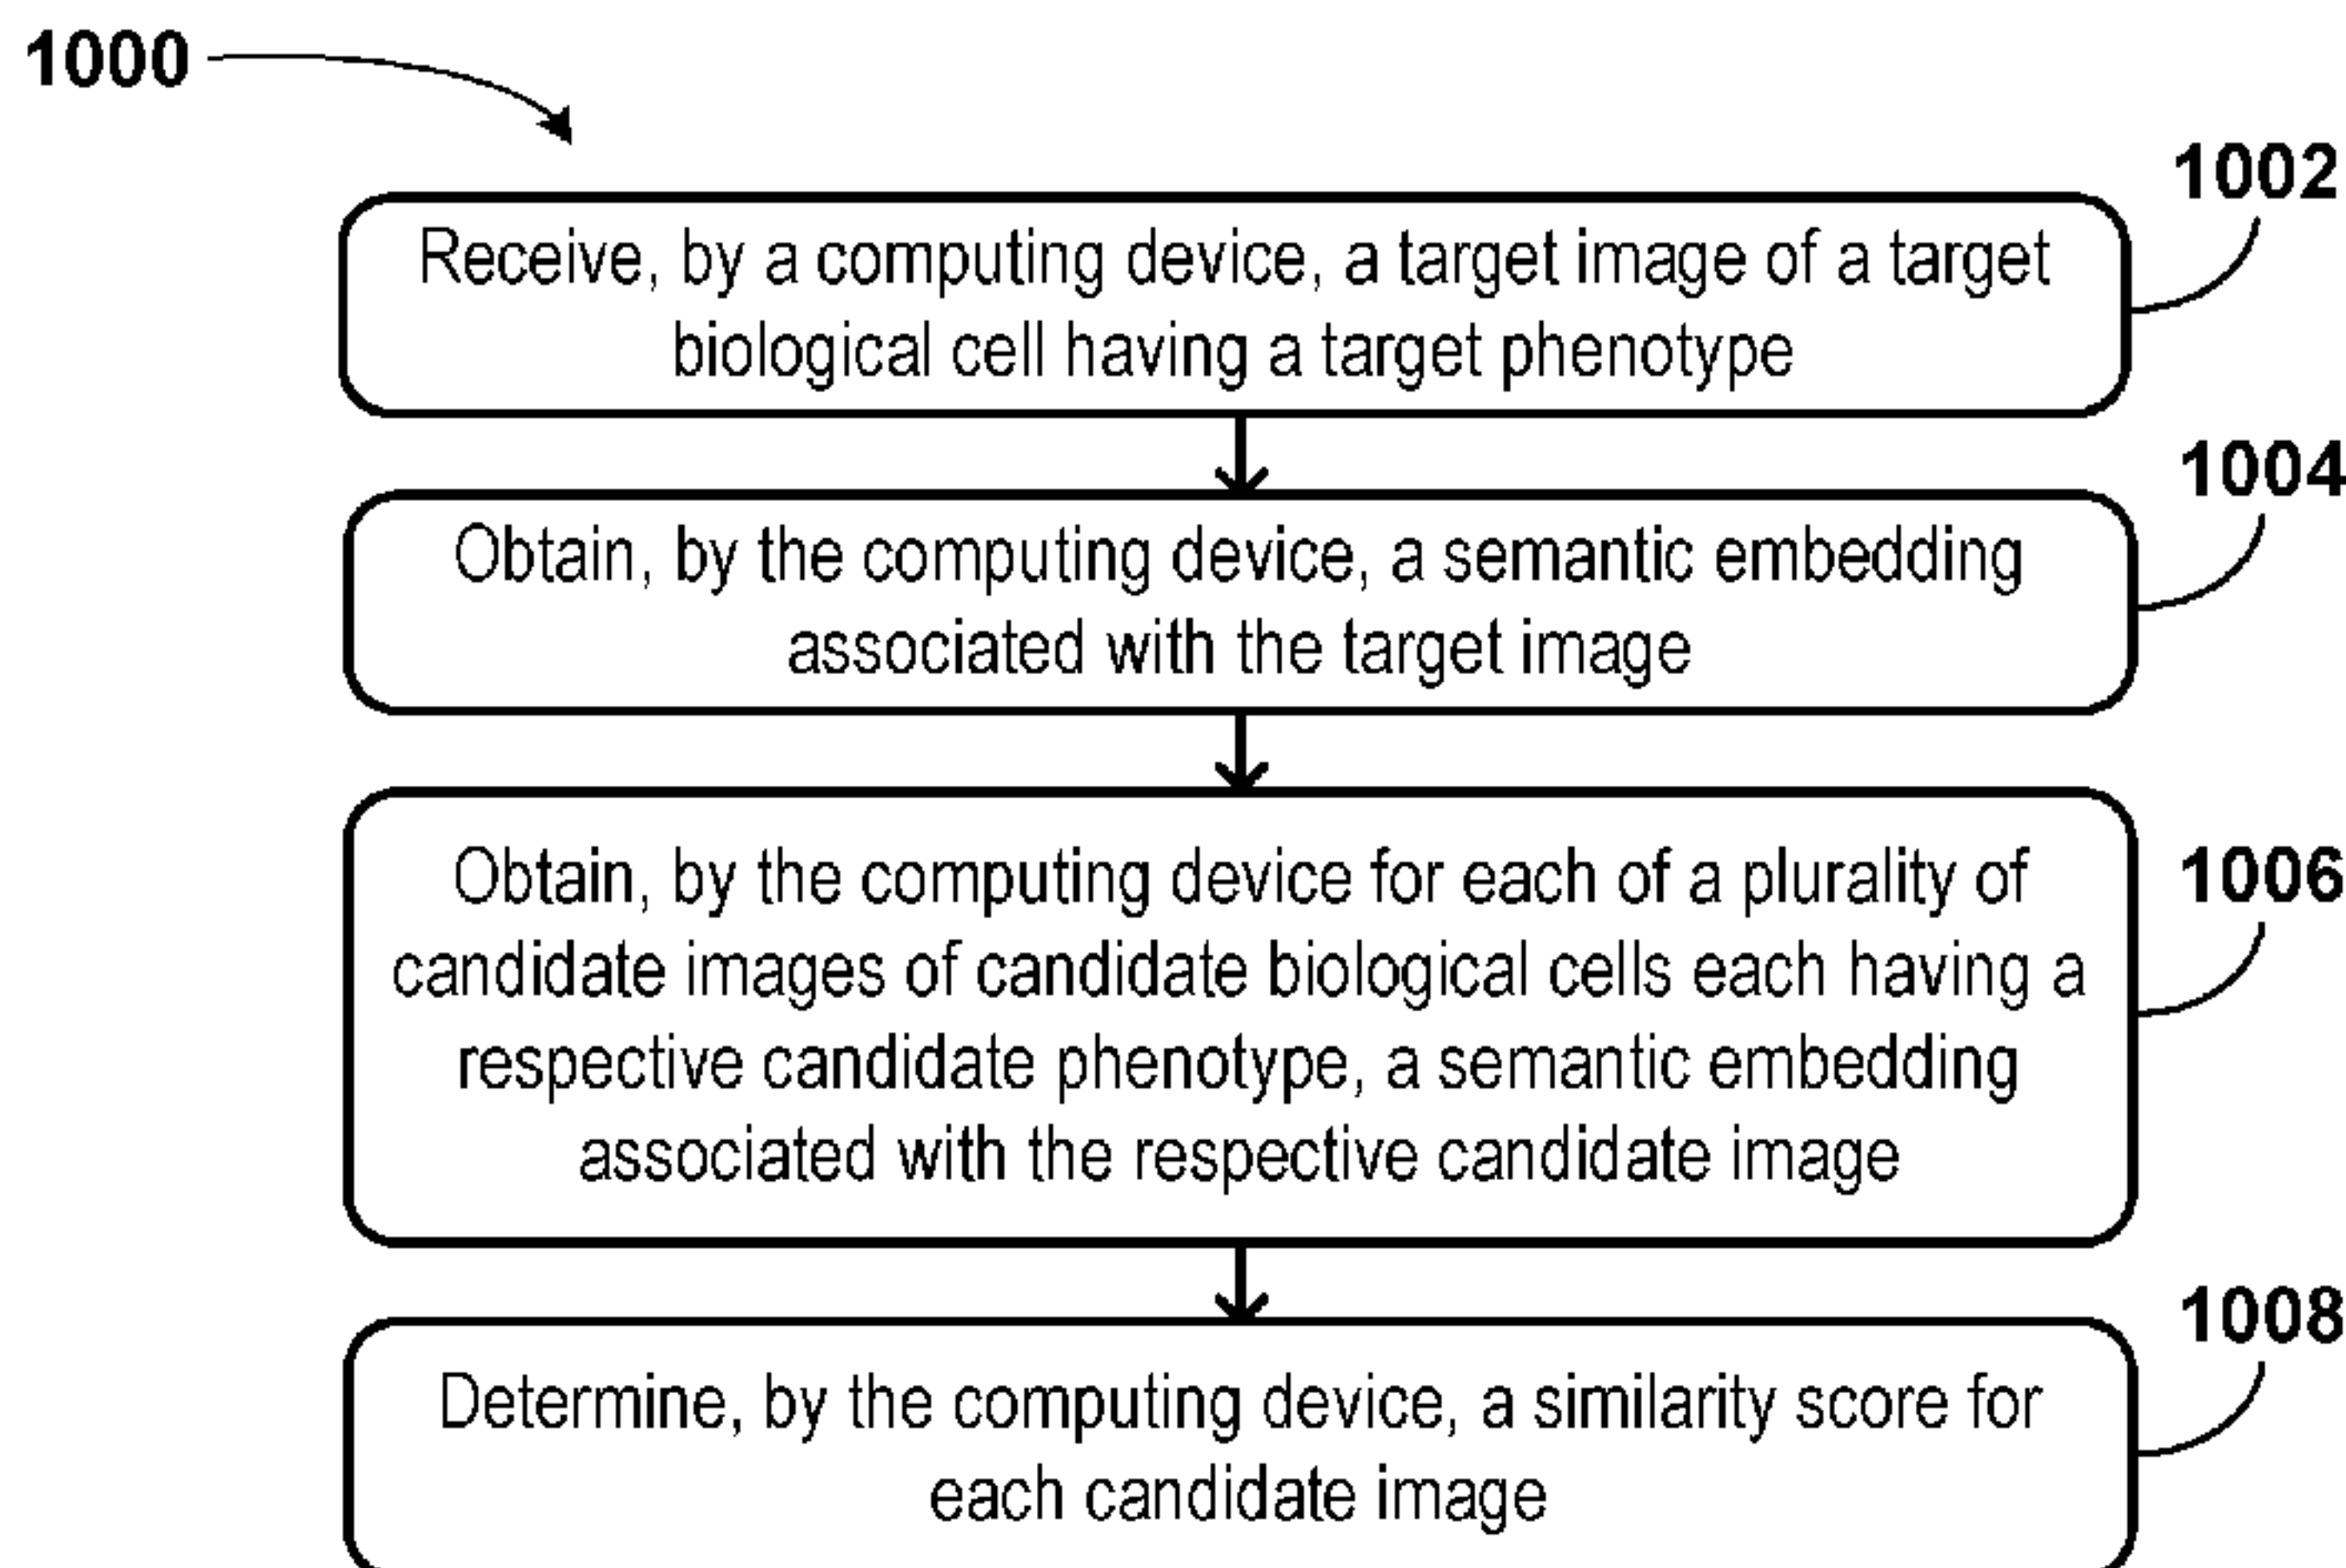 1000
1002
Receive, by a computing device, a target image of a target
biological cell having a target phenotype
1004
Obtain, by the computing device, a semantic embedding
associated with the target image
1006
Obtain, by the computing device for each of a plurality of
candidate images of candidate biological cells each having a
respective candidate phenotype, a semantic embedding
associated with the respective candidate image
1008
Determine, by the computing device, a similarity score for
each candidate image